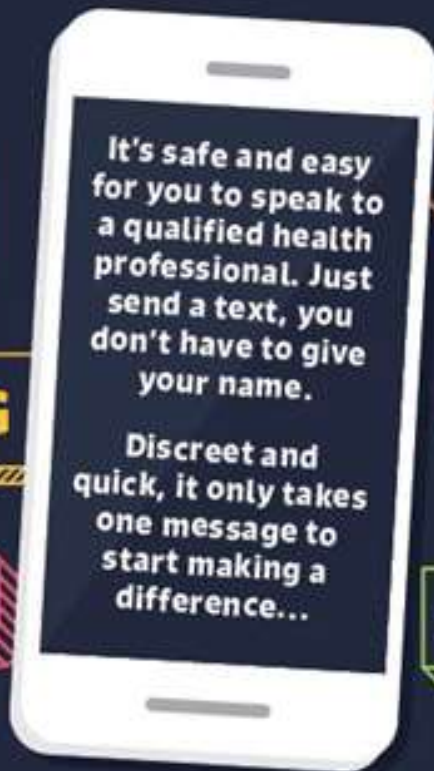 It's safe and easy
for you to speak to
a qualified health
professional. Just
send a text, you
don't have to give
your name.
Discreet and
quick, it only takes
one message to
start making a
difference...